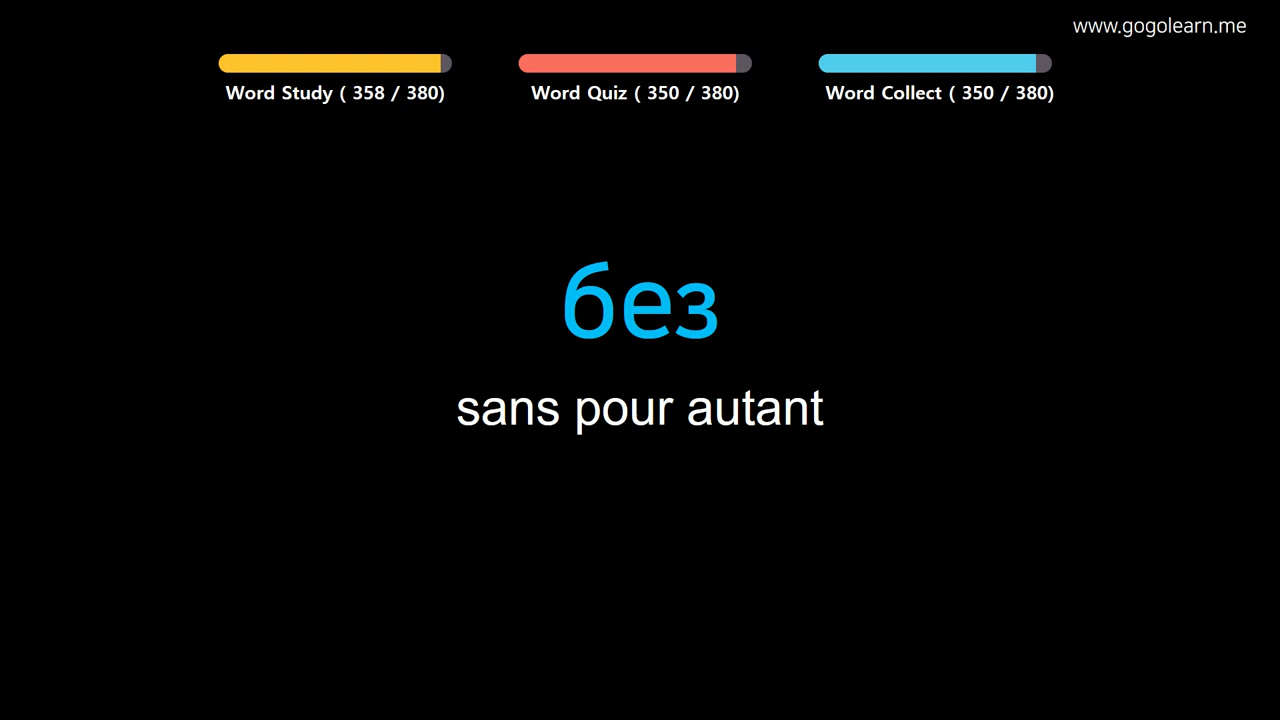 www.gogolearn.me
Word Study ( 358 / 380)
Word Quiz ( 350 / 380)
Word Collect ( 350 / 380)
без
sans pour autant